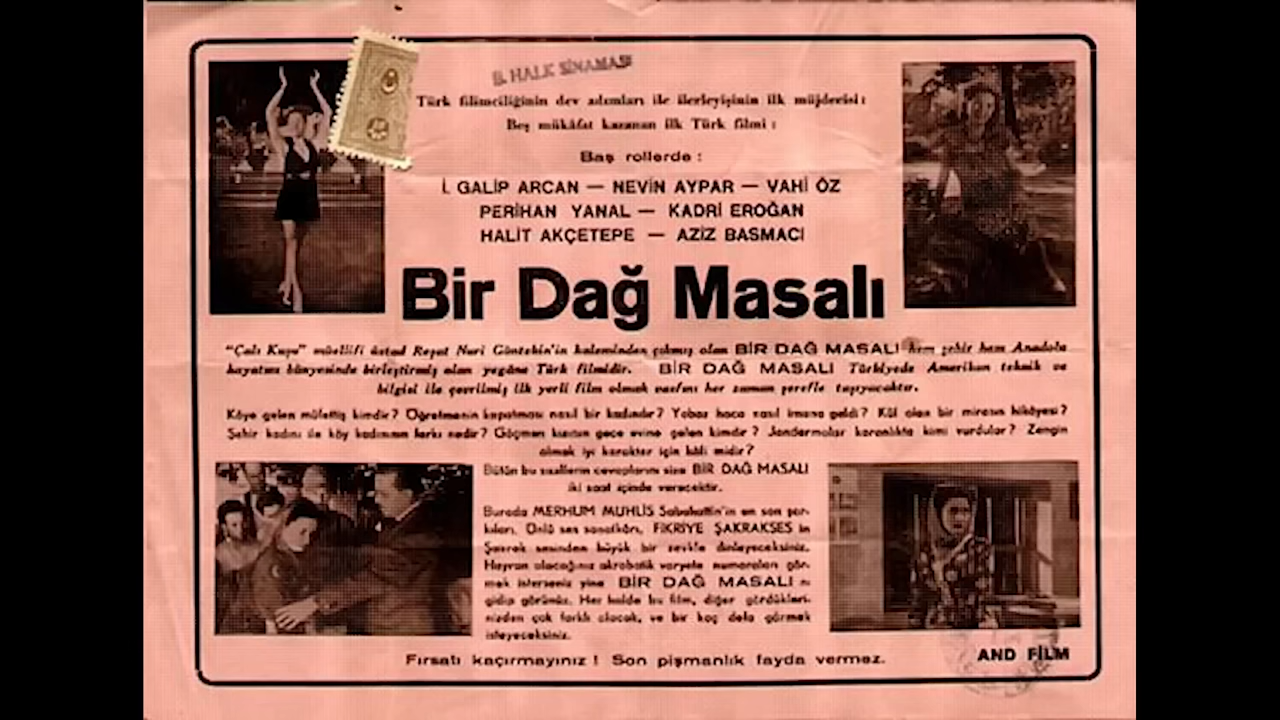 B. HALK SİNAMASI
Türk filimciliğinin dev adımları ile ilerleyişinin ilk müjdecisi:
Beş mükâfat kazanan ilk Türk filmi:
Baş rollerde:
İ. GALİP ARCAN — NEVİN AYPAR — VAHİ ÖZ
PERİHAN YANAL — KADRİ EROĞAN
HALİT AKÇETEPE — AZİZ BASMACI
Bir Dağ Masalı
"Çalı Kuşu" müellifi üstad Reşat Nuri Güntekin'in kaleminden çıkmış olan BİR DAĞ MASALI hem şehir hem Anadolu
hayatını bünyesinde birleştirmiş olan yegâne Türk filmidir. BİR DAĞ MASALI Türkiyede Amerikan teknik ve
bilgisi ile çevrilmiş ilk yerli film olmak vasfını her zaman şerefle taşıyacaktır.
Köye gelen müfettiş kimdir? Öğretmenin kapatması nasıl bir kadındır? Yobaz hoca nasıl imana geldi? Kül olan bir mirasın hikâyesi?
Şehir kadını ile köy kadınının farkı nedir? Göçmen kızının gece evine gelen kimdir? Jandarmalar karanlıkta kimi vurdular? Zengin
olmak iyi karakter için kâfi midir?
Bütün bu suallerin cevaplarını size BİR DAĞ MASALI
iki saat içinde verecektir.
Burada MERHUM MUHLİS Sabahattin'in en son şar-
kıları. Ünlü ses sanatkârı, FİKRİYE ŞAKRAKSES in
Şakrak sesinden büyük bir zevkle dinleyeceksiniz.
Hayran olacağınız akrobatik varyete numaraları gör-
mek isterseniz yine BİR DAĞ MASALI nı
gidip görünüz. Her halde bu film, diğer gördükleri-
nizden çok farklı olacak, ve bir kaç defa görmek
isteyeceksiniz.
Fırsatı kaçırmayınız! Son pişmanlık fayda vermez.
AND FİLM